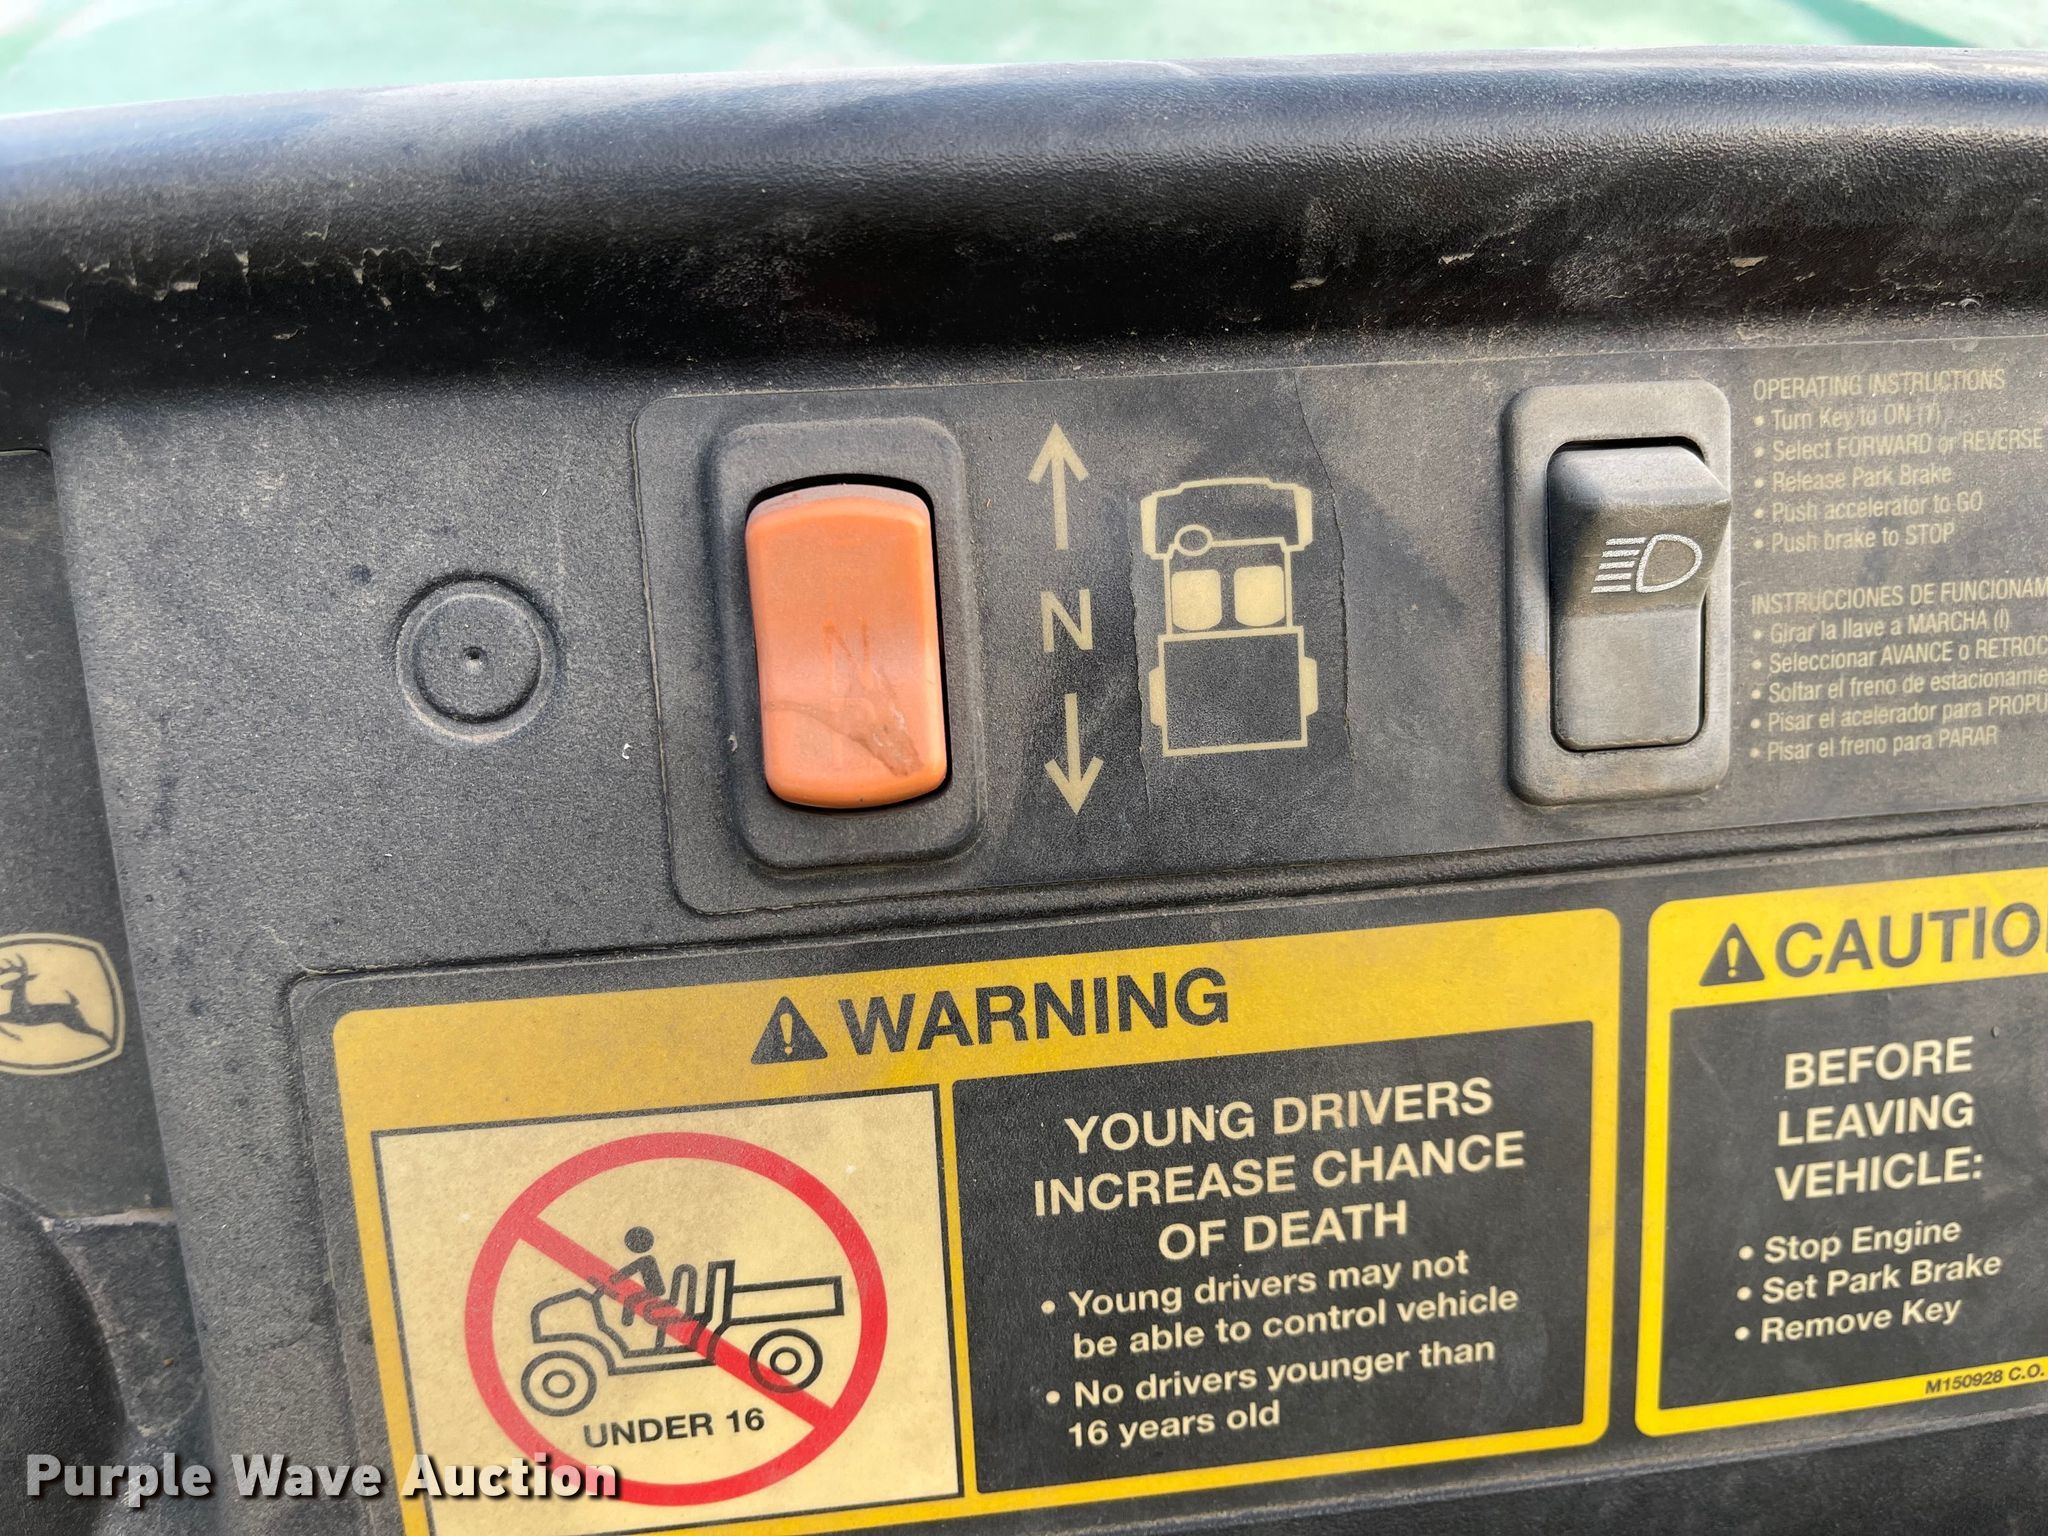 OPERATING INSTRUCTIONS
• Turn Key to ON (I)
• Select FORWARD or REVERSE
• Release Park Brake
• Push accelerator to GO
• Push brake to STOP
N
INSTRUCCIONES DE FUNCIONAM
• Girar la llave a MARCHA (I)
• Seleccionar AVANCE o RETROC
• Soltar el freno de estacionamie
• Pisar el acelerador para PROPU
• Pisar el freno para PARAR
WARNING
YOUNG DRIVERS
INCREASE CHANCE
OF DEATH
• Young drivers may not
be able to control vehicle
• No drivers younger than
16 years old
UNDER 16
CAUTIO
BEFORE
LEAVING
VEHICLE:
• Stop Engine
• Set Park Brake
• Remove Key
M150928 C.O.
Purple Wave Auction